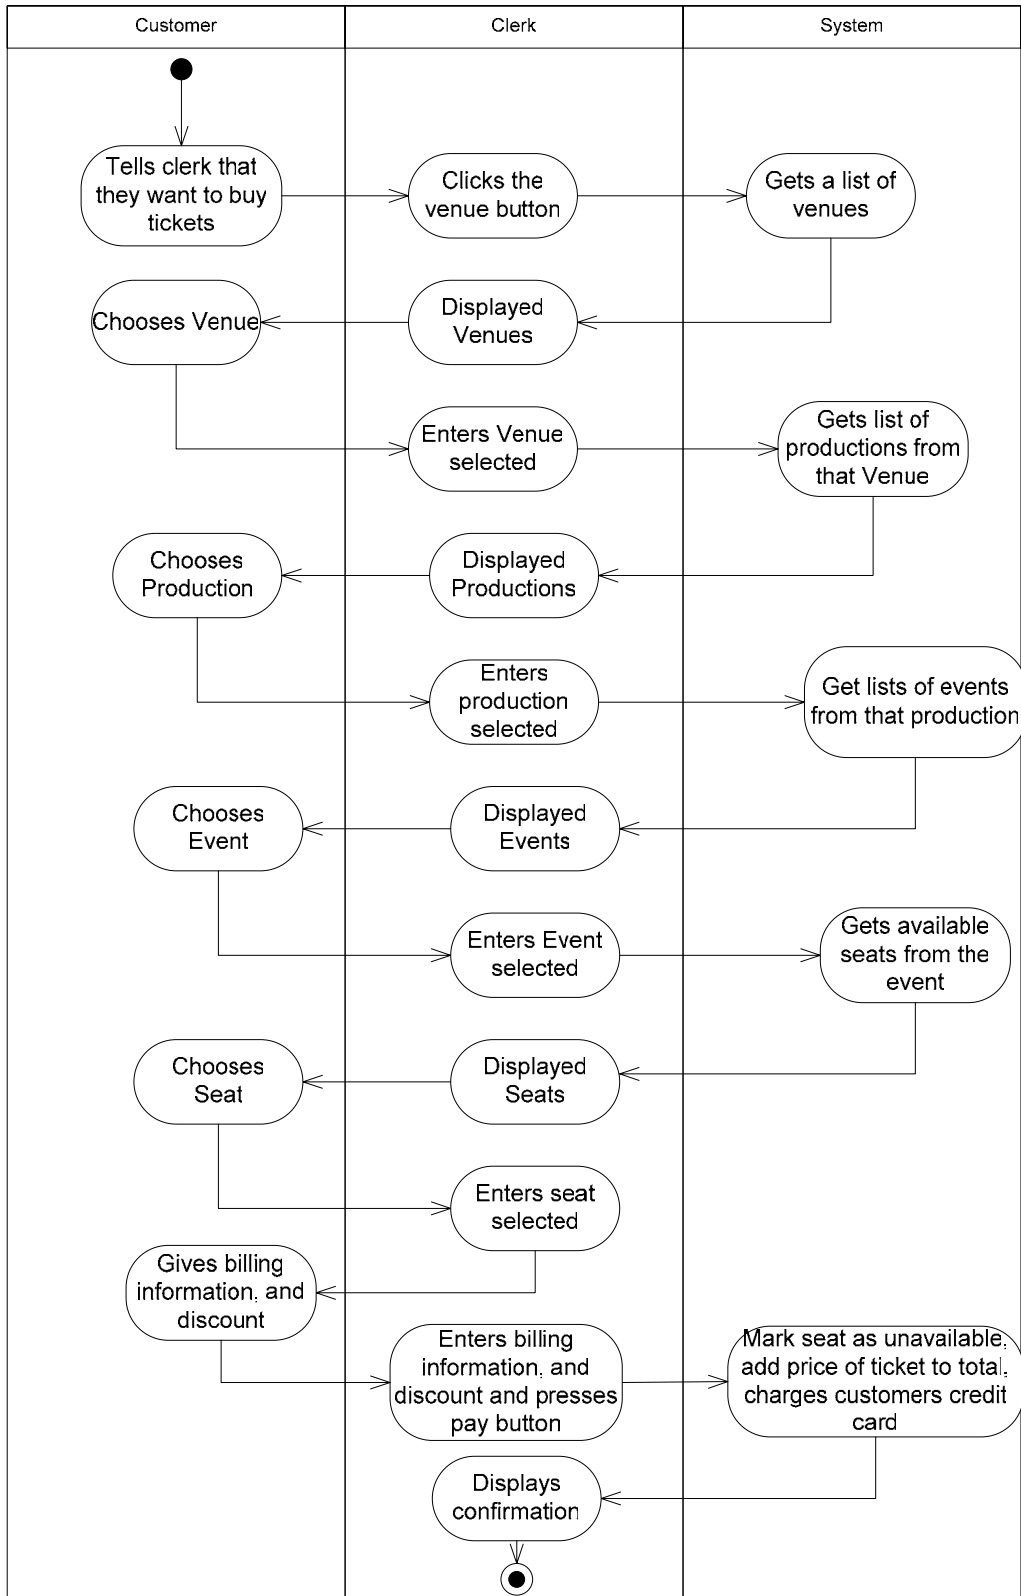 Customer
Clerk
System
Tells clerk that
they want to buy
tickets
Clicks the
venue button
Gets a list of
venues
Chooses Venue
Displayed
Venues
Enters Venue
selected
Gets list of
productions from
that Venue
Chooses
Production
Displayed
Productions
Enters
production
selected
Get lists of events
from that production
Chooses
Event
Displayed
Events
Enters Event
selected
Gets available
seats from the
event
Chooses
Seat
Displayed
Seats
Enters seat
selected
Gives billing
information, and
discount
Enters billing
information, and
discount and presses
pay button
Mark seat as unavailable,
add price of ticket to total,
charges customers credit
card
Displays
confirmation